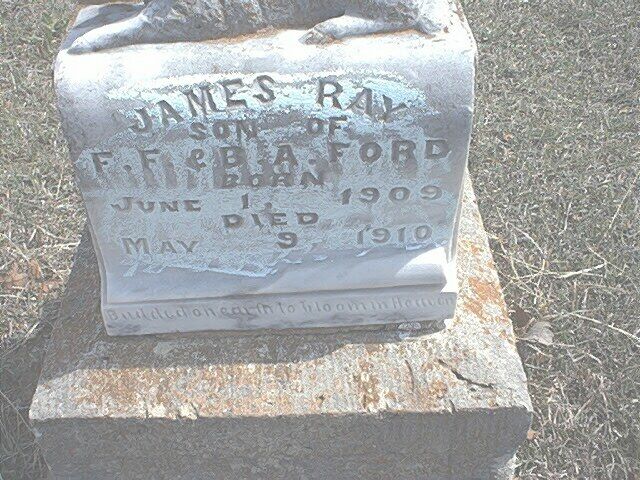 JAMES RAY
SON OF
F. F. & B. A. FORD
BORN
JUNE 1, 1909
DIED
MAY 9 1910
Budded on earth to bloom in Heaven